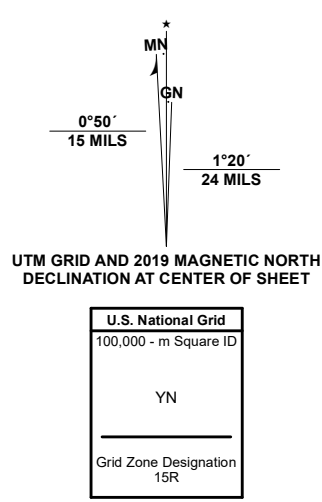 MN
GN
0°50´
15 MILS
1°20´
24 MILS
UTM GRID AND 2019 MAGNETIC NORTH
DECLINATION AT CENTER OF SHEET
U.S. National Grid
100,000 - m Square ID
YN
Grid Zone Designation
15R